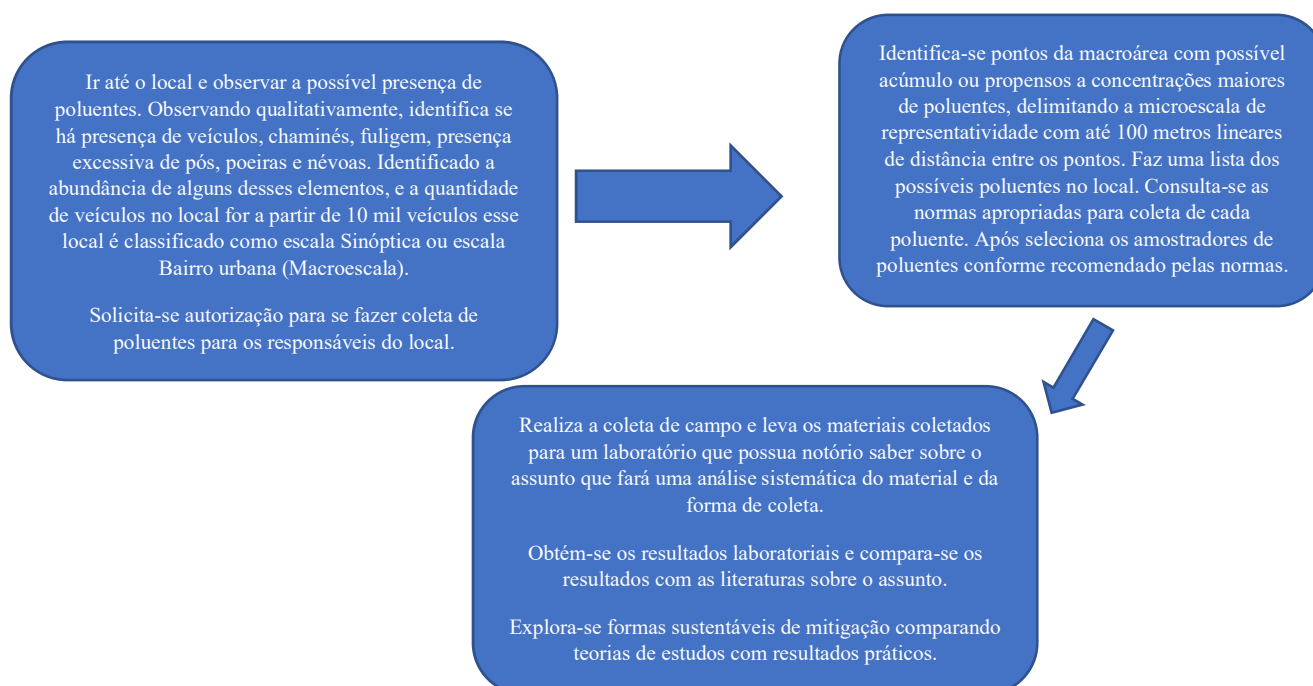 Ir até o local e observar a possível presença de
poluentes. Observando qualitativamente, identifica se
há presença de veículos, chaminés, fuligem, presença
excessiva de pós, poeiras e névoas. Identificado a
abundância de alguns desses elementos, e a quantidade
de veículos no local for a partir de 10 mil veículos esse
local é classificado como escala Sinóptica ou escala
Bairro urbana (Macroescala).
Solicita-se autorização para se fazer coleta de
poluentes para os responsáveis do local.
Identifica-se pontos da macroárea com possível
acúmulo ou propensos a concentrações maiores
de poluentes, delimitando a microescala de
representatividade com até 100 metros lineares
de distância entre os pontos. Faz uma lista dos
possíveis poluentes no local. Consulta-se as
normas apropriadas para coleta de cada
poluente. Após seleciona os amostradores de
poluentes conforme recomendado pelas normas.
Realiza a coleta de campo e leva os materiais coletados
para um laboratório que possua notório saber sobre o
assunto que fará uma análise sistemática do material e da
forma de coleta.
Obtém-se os resultados laboratoriais e compara-se os
resultados com as literaturas sobre o assunto.
Explora-se formas sustentáveis de mitigação comparando
teorias de estudos com resultados práticos.